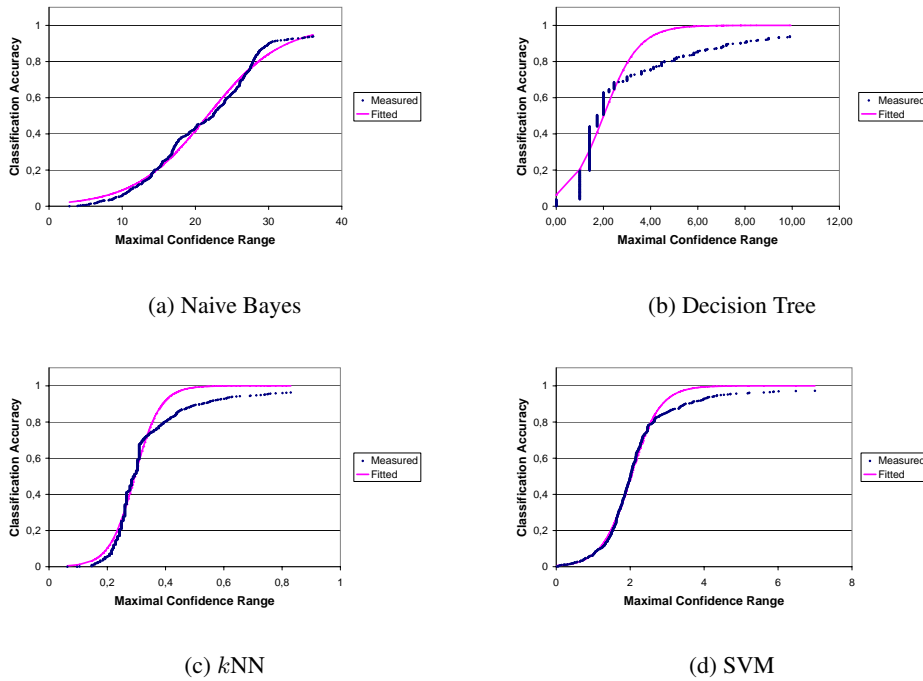 1
0,8
0,6
0,4
0,2
0
Classification Accuracy
0 10 20 30 40
Maximal Confidence Range
Measured
Fitted
(a) Naive Bayes
1
0,8
0,6
0,4
0,2
0
Classification Accuracy
0,00 2,00 4,00 6,00 8,00 10,00 12,00
Maximal Confidence Range
Measured
Fitted
(b) Decision Tree
1
0,8
0,6
0,4
0,2
0
Classification Accuracy
0 0,2 0,4 0,6 0,8 1
Maximal Confidence Range
Measured
Fitted
(c) kNN
1
0,8
0,6
0,4
0,2
0
Classification Accuracy
0 2 4 6 8
Maximal Confidence Range
Measured
Fitted
(d) SVM